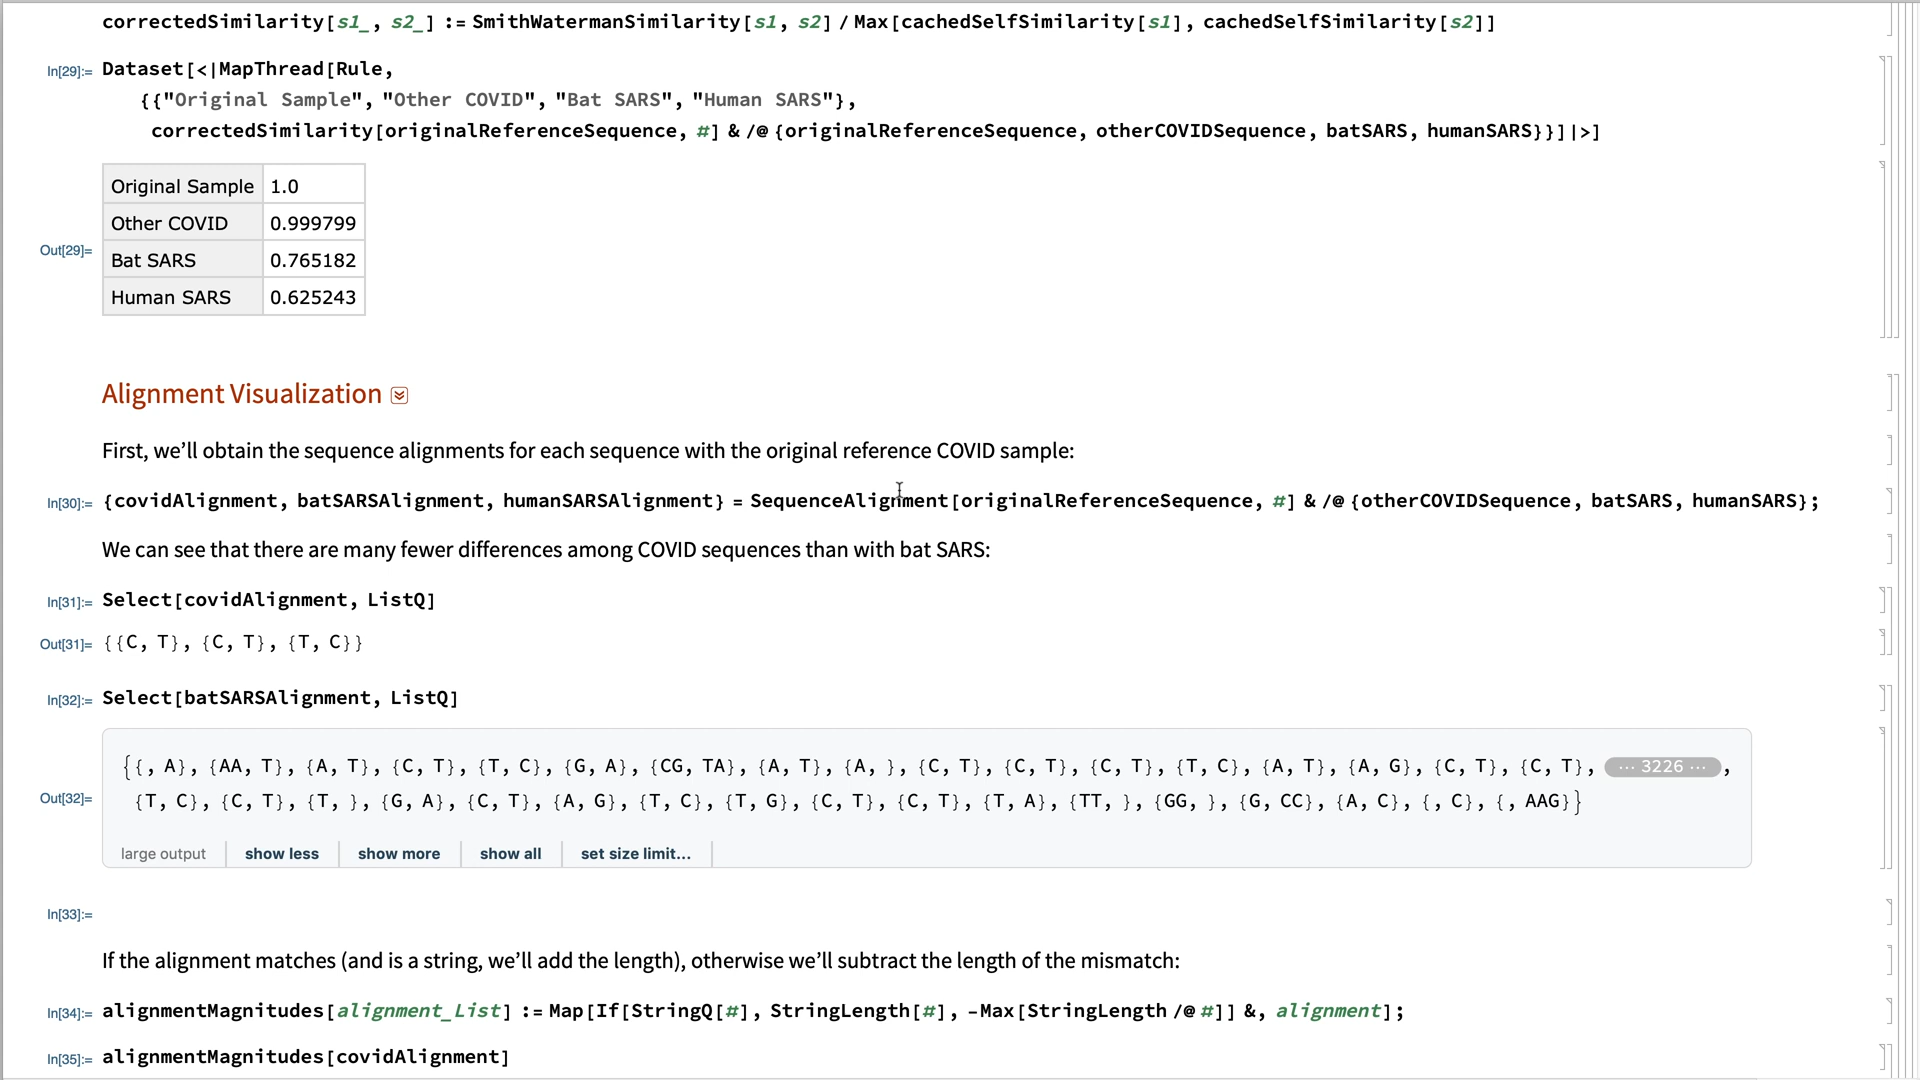 correctedSimilarity[s1_, s2_] := SmithWatermanSimilarity[s1, s2] / Max[cachedSelfSimilarity[s1], cachedSelfSimilarity[s2]]
In[29]:= Dataset[<|MapThread[Rule,
{{"Original Sample", "Other COVID", "Bat SARS", "Human SARS"},
correctedSimilarity[originalReferenceSequence, #] & /@ {originalReferenceSequence, otherCOVIDSequence, batSARS, humanSARS}}]|>]
Original Sample 1.0
Other COVID 0.999799
Out[29]=
Bat SARS 0.765182
Human SARS 0.625243
Alignment Visualization
First, we’ll obtain the sequence alignments for each sequence with the original reference COVID sample:
In[30]:= {covidAlignment, batSARSAlignment, humanSARSAlignment} = SequenceAlignment[originalReferenceSequence, #] & /@ {otherCOVIDSequence, batSARS, humanSARS};
We can see that there are many fewer differences among COVID sequences than with bat SARS:
In[31]:= Select[covidAlignment, ListQ]
Out[31]= {{C, T}, {C, T}, {T, C}}
In[32]:= Select[batSARSAlignment, ListQ]
{{, A}, {AA, T}, {A, T}, {C, T}, {T, C}, {G, A}, {CG, TA}, {A, T}, {A, }, {C, T}, {C, T}, {C, T}, {T, C}, {A, T}, {A, G}, {C, T}, {C, T}, ··· 3226 ··· ,
Out[32]= {T, C}, {C, T}, {T, }, {G, A}, {C, T}, {A, G}, {T, C}, {T, G}, {C, T}, {C, T}, {T, A}, {TT, }, {GG, }, {G, CC}, {A, C}, {, C}, {, AAG}}
large output show less show more show all set size limit...
In[33]:=
If the alignment matches (and is a string, we’ll add the length), otherwise we’ll subtract the length of the mismatch:
In[34]:= alignmentMagnitudes[alignment_List] := Map[If[StringQ[#], StringLength[#], -Max[StringLength /@ #]] &, alignment];
In[35]:= alignmentMagnitudes[covidAlignment]